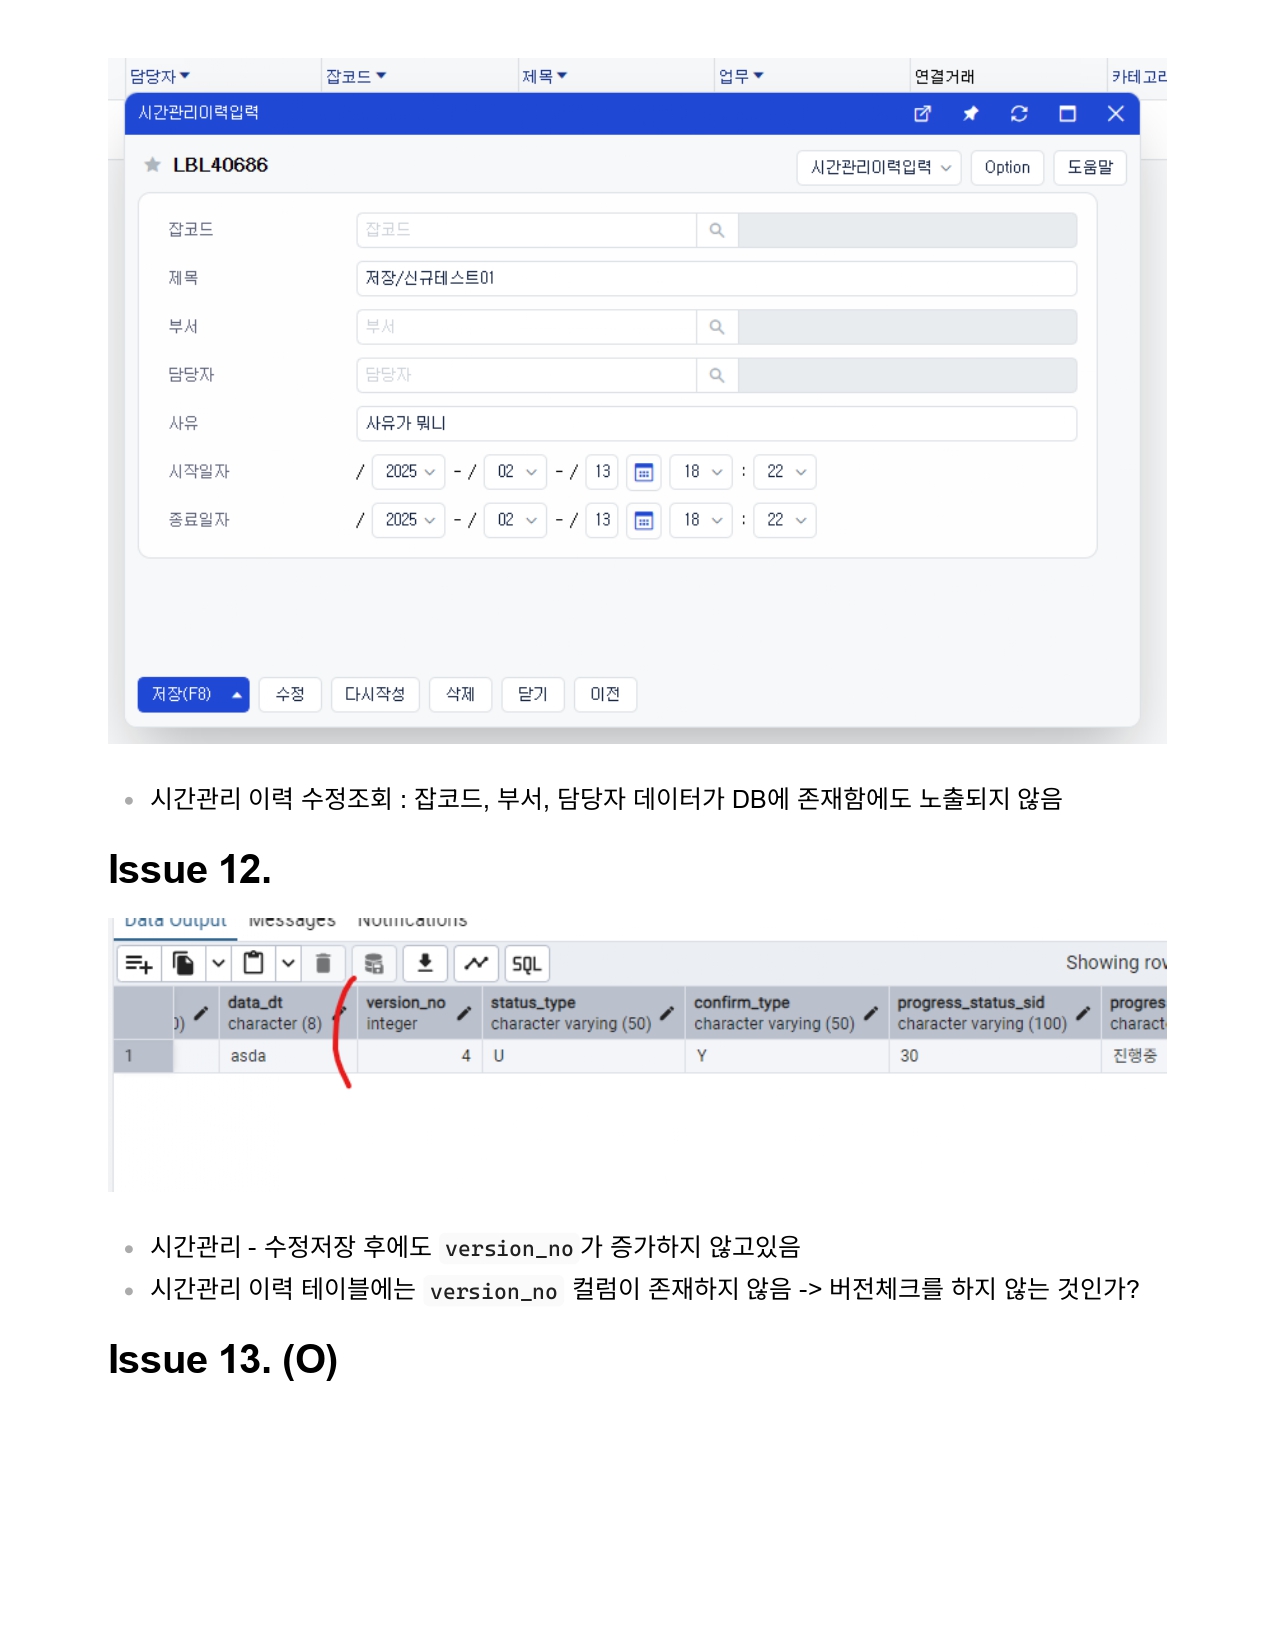 담당자▼ 잡코드▼ 제목▼ 업무▼ 연결거래 카테고리
시간관리이력입력
LBL40686 시간관리이력입력 Option 도움말
잡코드 잡코드
제목 저장/신규테스트01
부서 부서
담당자 담당자
사유 사유가 뭐니
시작일자 / 2025 - / 02 - / 13 18 : 22
종료일자 / 2025 - / 02 - / 13 18 : 22
저장(F8) 수정 다시작성 삭제 닫기 이전
• 시간관리 이력 수정조회 : 잡코드, 부서, 담당자 데이터가 DB에 존재함에도 노출되지 않음
Issue 12.
Data Output Messages Notifications
SQL Showing rov
data_dt version_no status_type confirm_type progress_status_sid progres
0) character (8) integer character varying (50) character varying (50) character varying (100) charact
1 asda 4 U Y 30 진행중
• 시간관리 - 수정저장 후에도 version_no 가 증가하지 않고있음
• 시간관리 이력 테이블에는 version_no 컬럼이 존재하지 않음 -> 버전체크를 하지 않는 것인가?
Issue 13. (O)